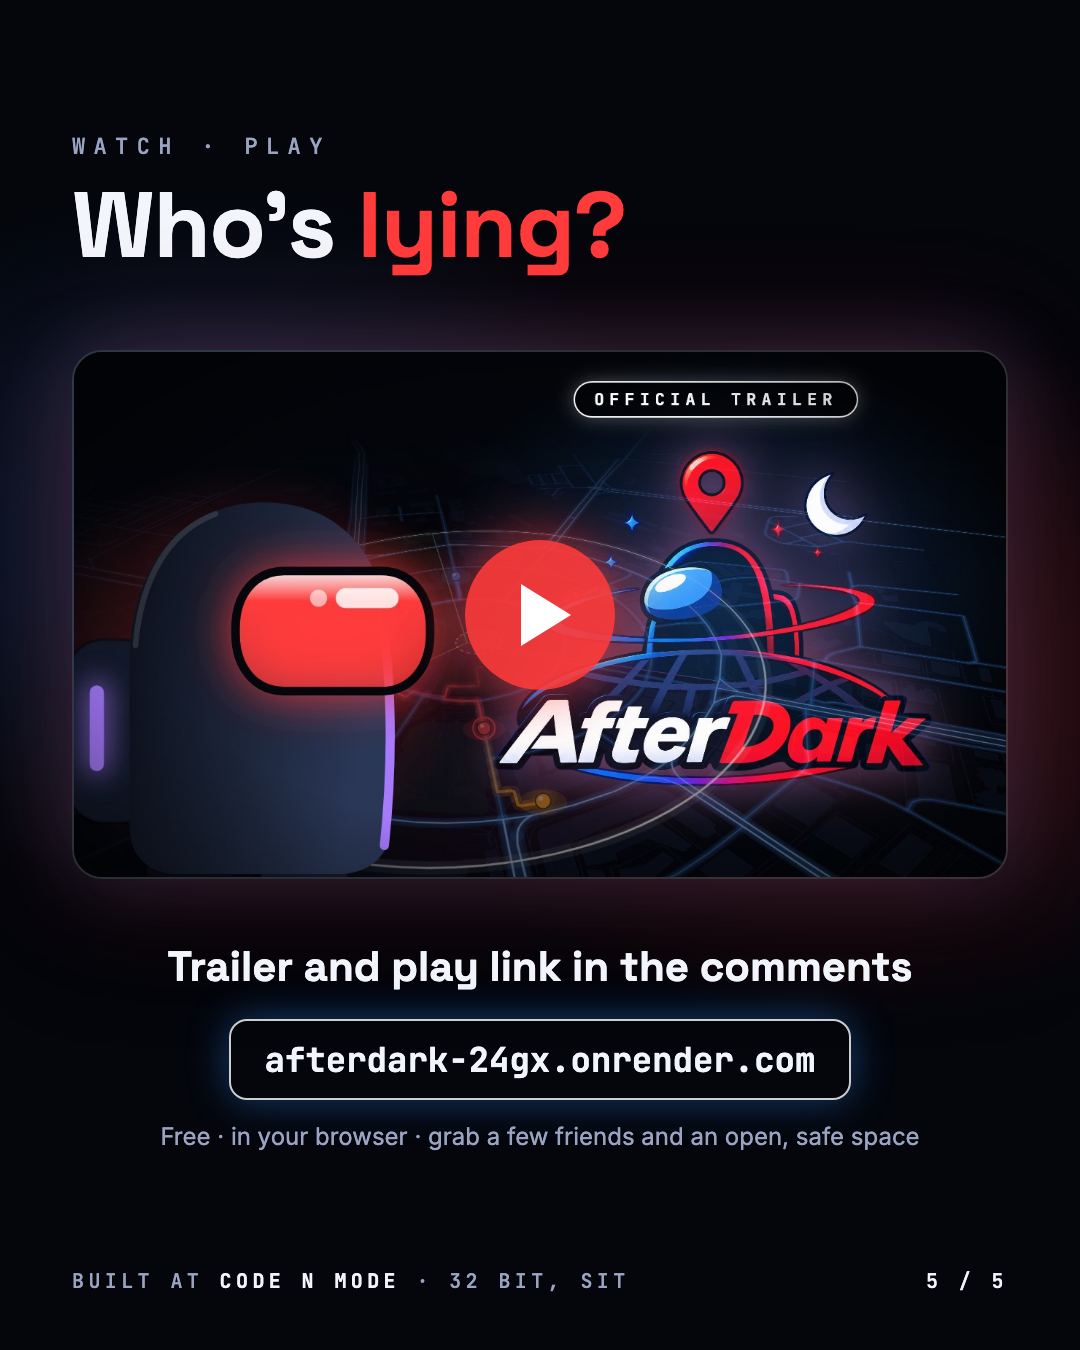 WATCH · PLAY
Who’s lying?
OFFICIAL TRAILER
AfterDark
Trailer and play link in the comments
afterdark-24gx.onrender.com
Free · in your browser · grab a few friends and an open, safe space
BUILT AT CODE N MODE · 32 BIT, SIT
5 / 5